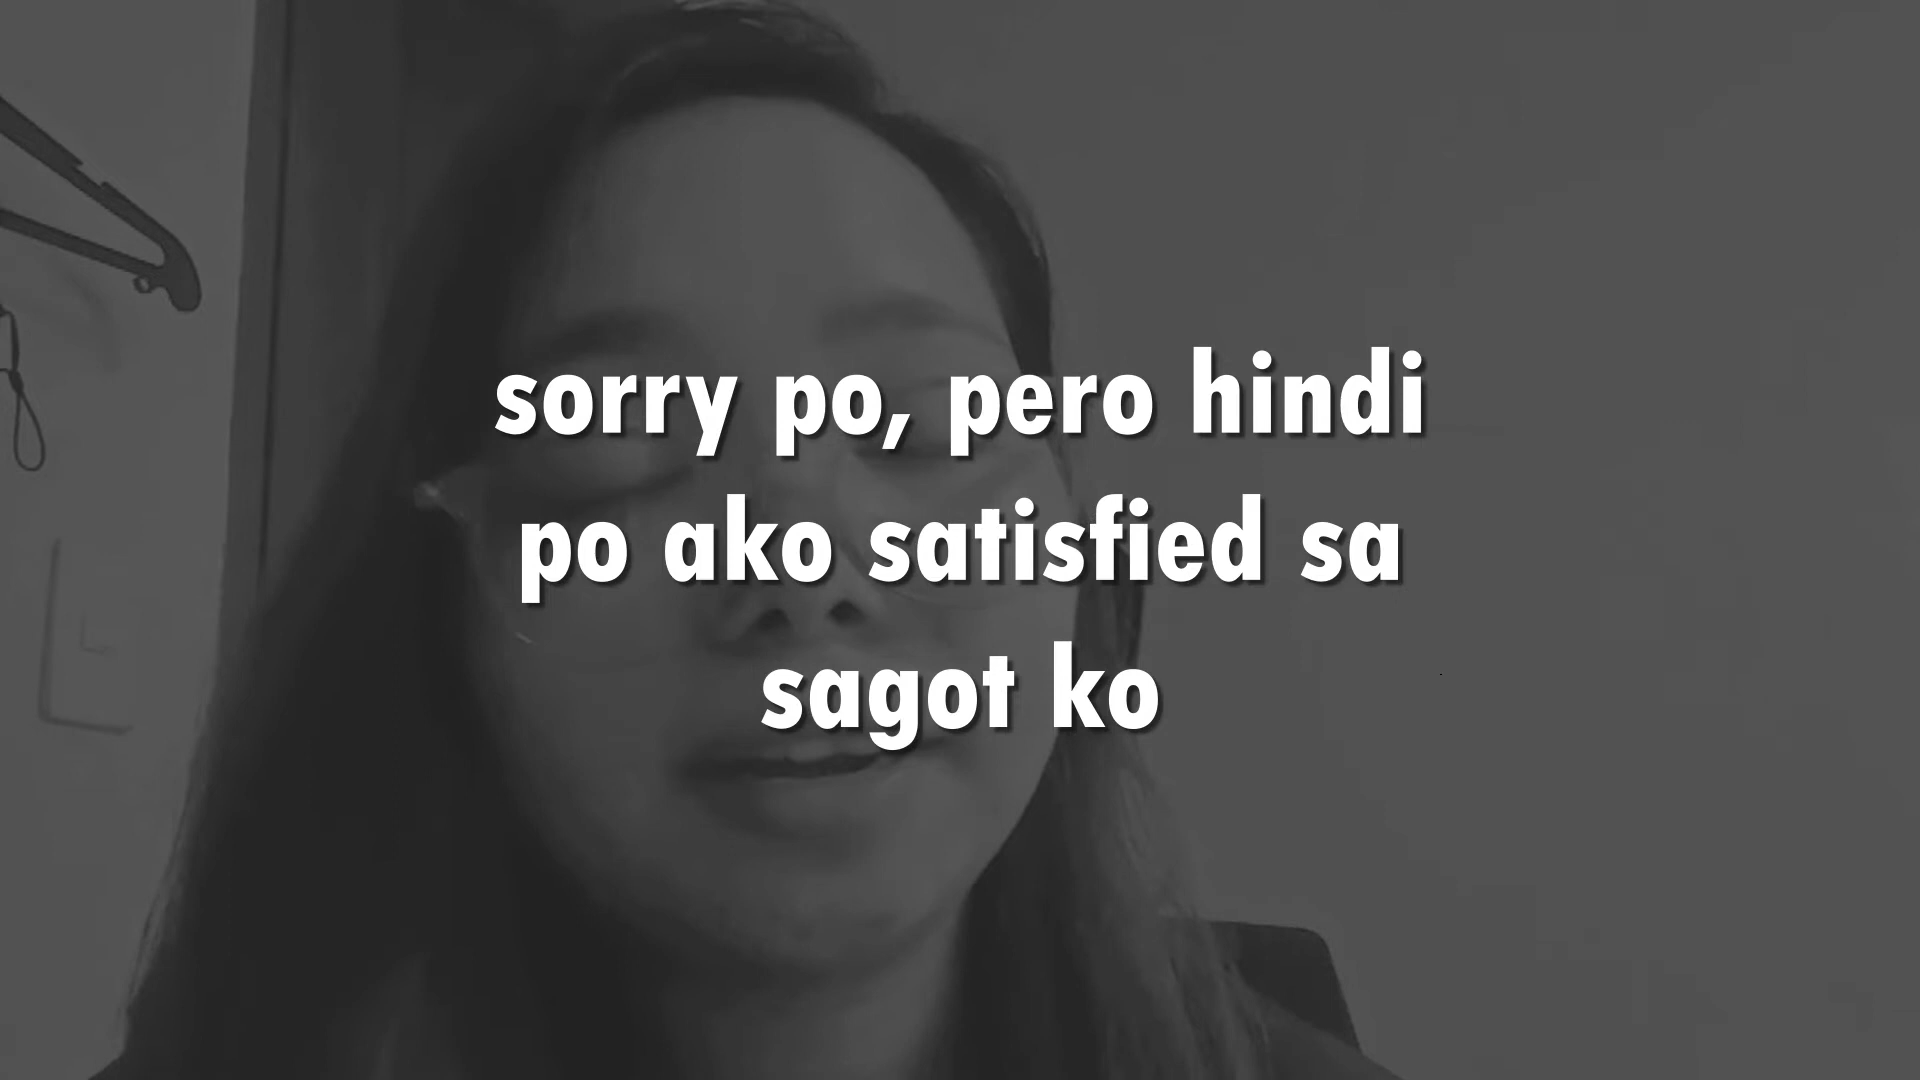 sorry po, pero hindi
po ako satisfied sa
sagot ko